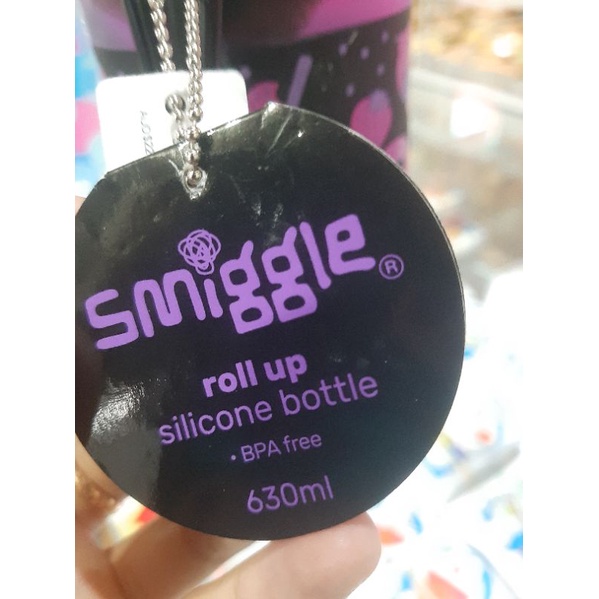 smiggle®
roll up
silicone bottle
• BPA free
630ml